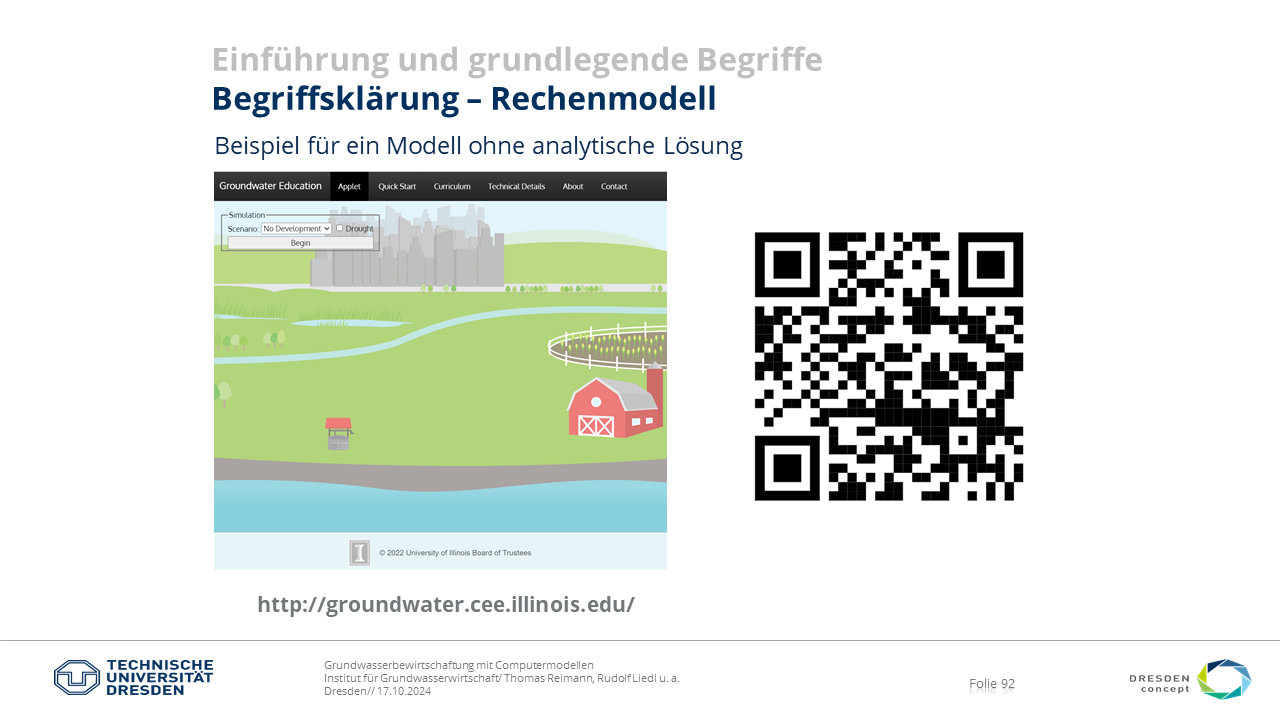 Einführung und grundlegende Begriffe
Begriffsklärung – Rechenmodell
Beispiel für ein Modell ohne analytische Lösung
Groundwater Education Applet Quick Start Curriculum Technical Details About Contact
Simulation
Scenario: No Development Drought
Begin
I © 2022 University of Illinois Board of Trustees
http://groundwater.cee.illinois.edu/
TECHNISCHE
UNIVERSITÄT
DRESDEN
Grundwasserbewirtschaftung mit Computermodellen
Institut für Grundwasserwirtschaft/ Thomas Reimann, Rudolf Liedl u. a.
Dresden// 17.10.2024
Folie 92
DRESDEN
concept